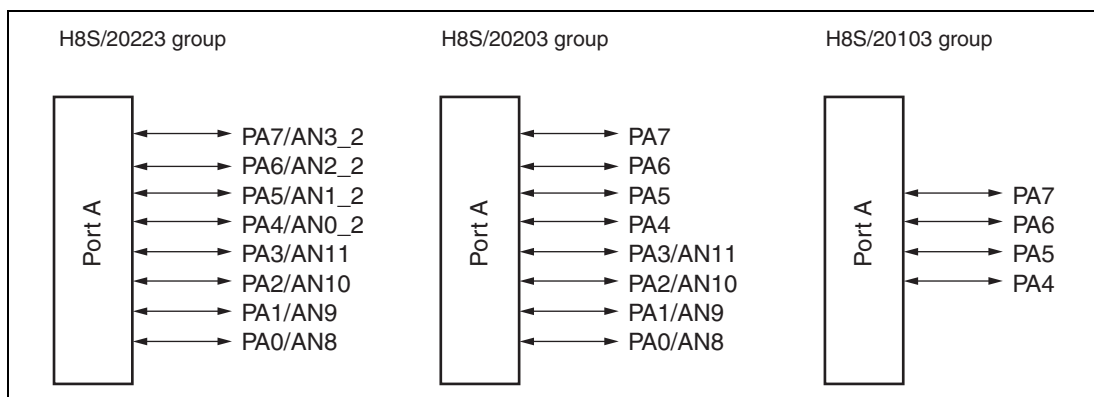 H8S/20223 group
Port A
PA7/AN3_2
PA6/AN2_2
PA5/AN1_2
PA4/AN0_2
PA3/AN11
PA2/AN10
PA1/AN9
PA0/AN8
H8S/20203 group
Port A
PA7
PA6
PA5
PA4
PA3/AN11
PA2/AN10
PA1/AN9
PA0/AN8
H8S/20103 group
Port A
PA7
PA6
PA5
PA4